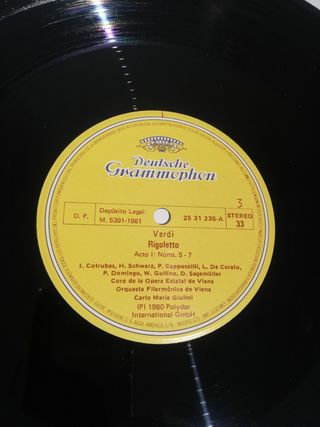 Deutsche
Grammophon
3
D. P.
Depósito Legal:
M. 5391-1981
25 31 235-A
STEREO
33
Verdi
Rigoletto
Acto I: Núms. 5 - 7
I. Cotrubas, H. Schwarz, P. Cappuccilli, L. De Corato,
P. Domingo, W. Gullino, D. Sagemüller
Coro de la Opera Estatal de Viena
Orquesta Filarmónica de Viena
Carlo Maria Giulini
(P) 1980 Polydor
International GmbH